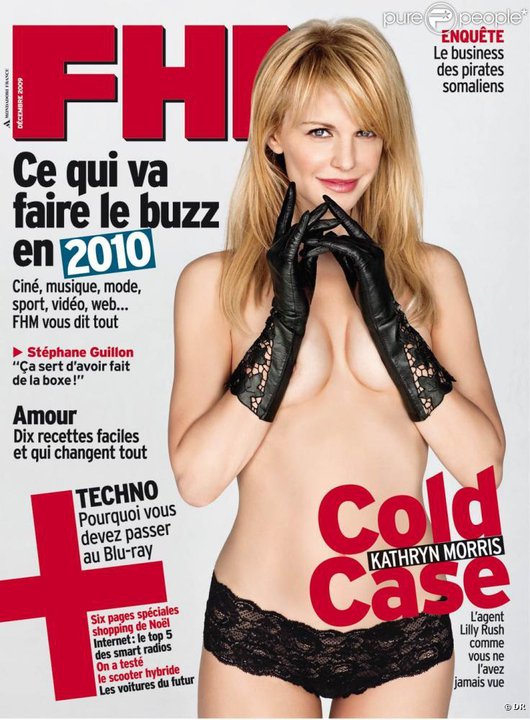 pure people*
FHM
A MONDADORI FRANCE
DÉCEMBRE 2009
ENQUÊTE
Le business
des pirates
somaliens
Ce qui va
faire le buzz
en 2010
Ciné, musique, mode,
sport, vidéo, web...
FHM vous dit tout
Stéphane Guillon
“Ça sert d'avoir fait
de la boxe !”
Amour
Dix recettes faciles
et qui changent tout
TECHNO
Pourquoi vous
devez passer
au Blu-ray
Six pages spéciales
shopping de Noël
Internet : le top 5
des smart radios
On a testé
le scooter hybride
Les voitures du futur
Cold
KATHRYN MORRIS
Case
L'agent
Lilly Rush
comme
vous ne
l'avez
jamais vue
© DR